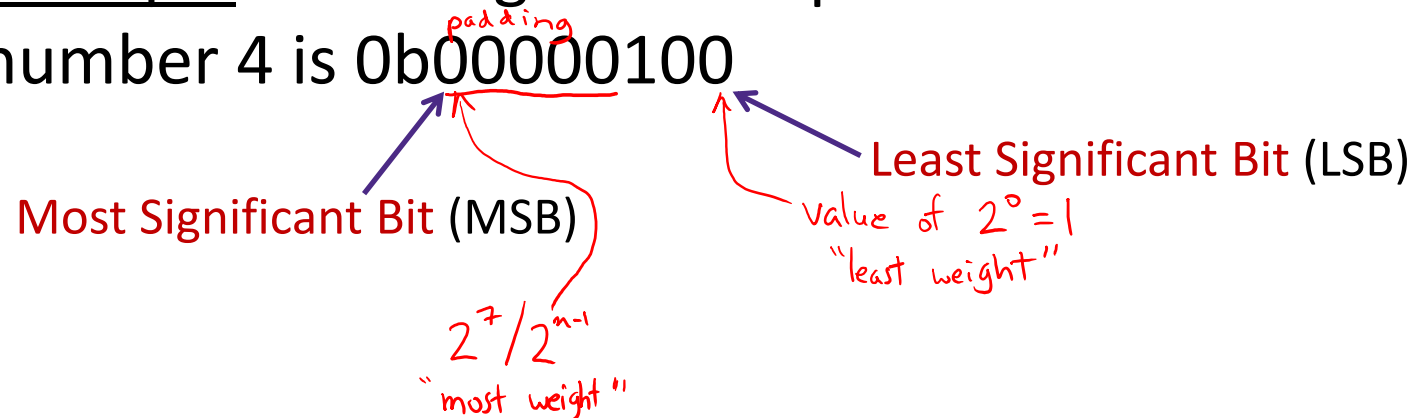 padding
number 4 is 0b00000100
Least Significant Bit (LSB)
Most Significant Bit (MSB)
value of 2⁰ = 1
"least weight"
2⁷/2ⁿ⁻¹
"most weight"